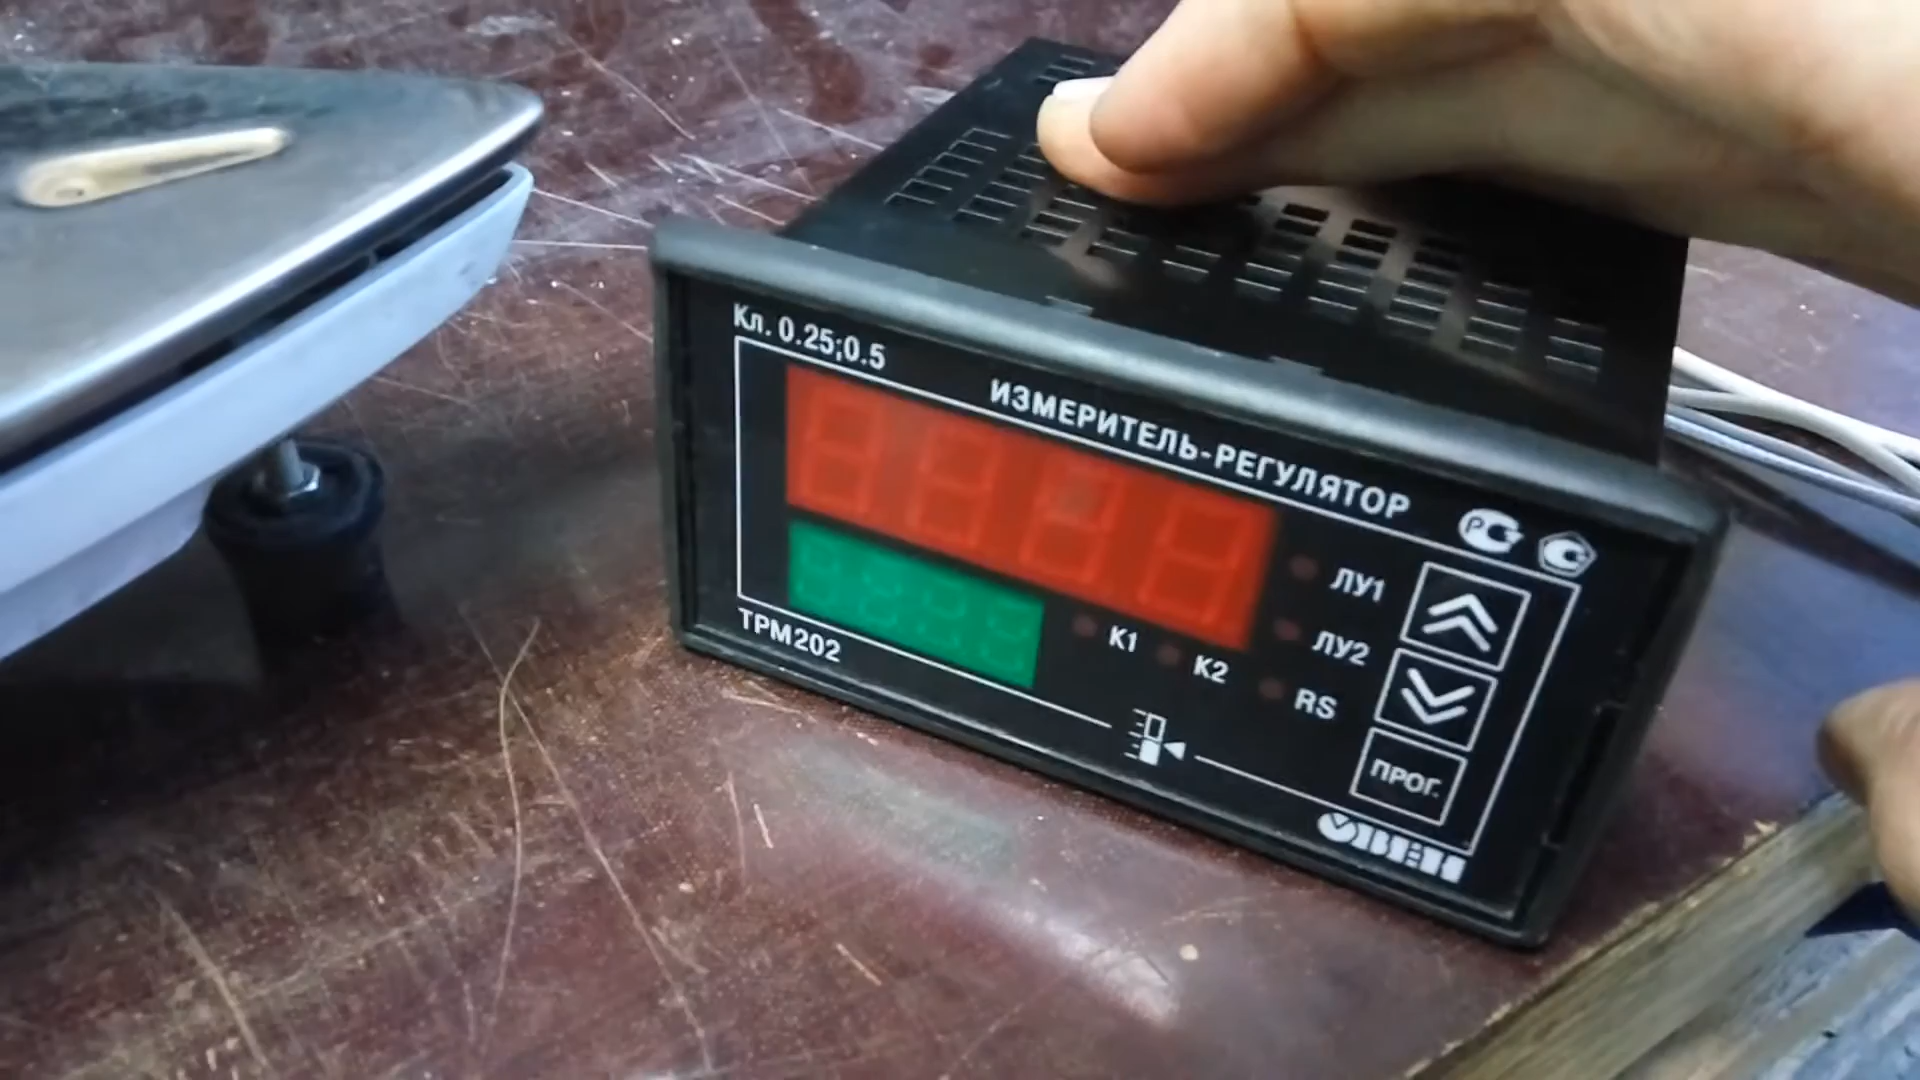 Кл. 0.25;0.5
ИЗМЕРИТЕЛЬ-РЕГУЛЯТОР
ЛУ1
ЛУ2
К1
К2
RS
ТРМ202
ПРОГ.
ОВЕН